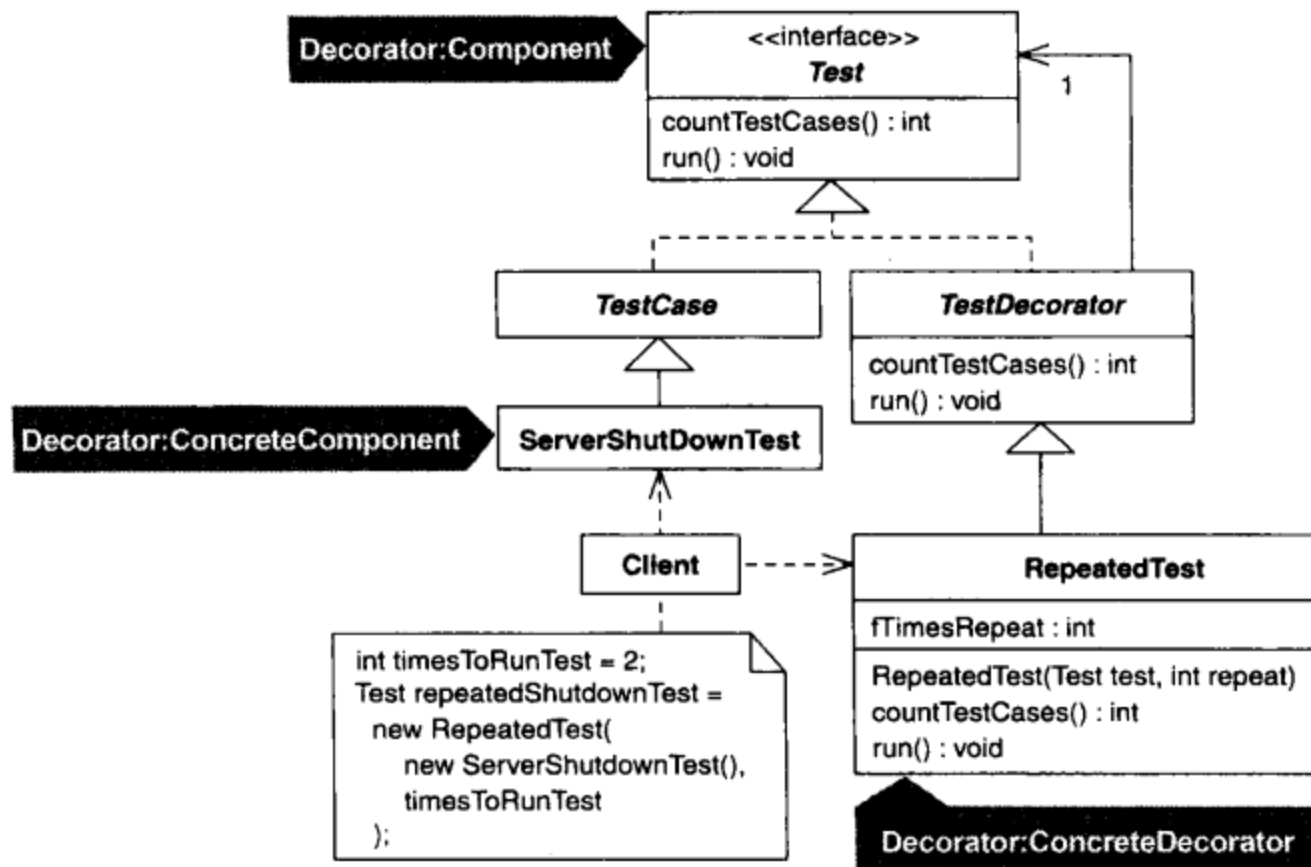 Decorator:Component
<<interface>>
Test
countTestCases() : int
run() : void
1
TestCase
TestDecorator
countTestCases() : int
run() : void
Decorator:ConcreteComponent
ServerShutDownTest
Client
RepeatedTest
fTimesRepeat : int
RepeatedTest(Test test, int repeat)
countTestCases() : int
run() : void
int timesToRunTest = 2;
Test repeatedShutdownTest =
new RepeatedTest(
new ServerShutdownTest(),
timesToRunTest
);
Decorator:ConcreteDecorator